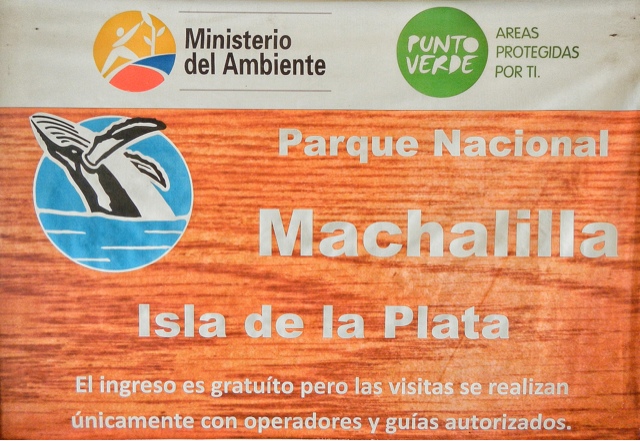 Ministerio
del Ambiente
PUNTO
VERDE
AREAS
PROTEGIDAS
POR TI.
Parque Nacional
Machalilla
Isla de la Plata
El ingreso es gratuíto pero las visitas se realizan
únicamente con operadores y guías autorizados.